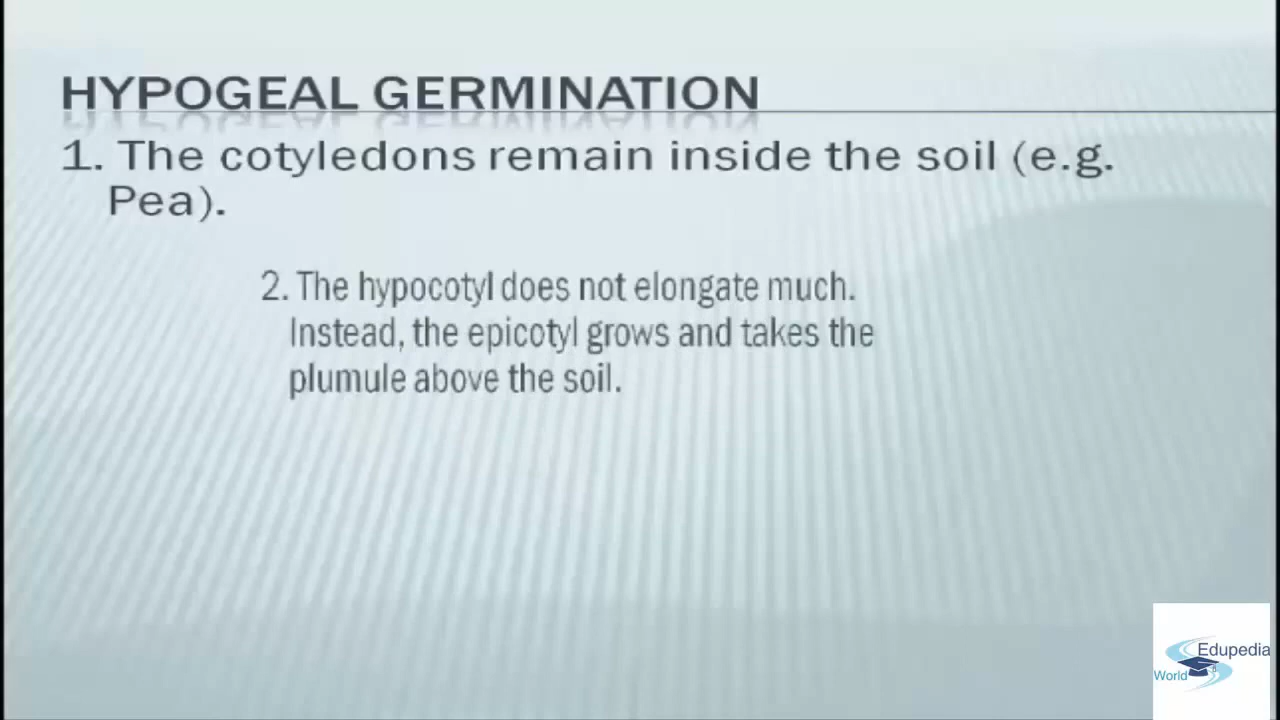 HYPOGEAL GERMINATION
1. The cotyledons remain inside the soil (e.g.
Pea).
2. The hypocotyl does not elongate much.
Instead, the epicotyl grows and takes the
plumule above the soil.
Edupedia
World